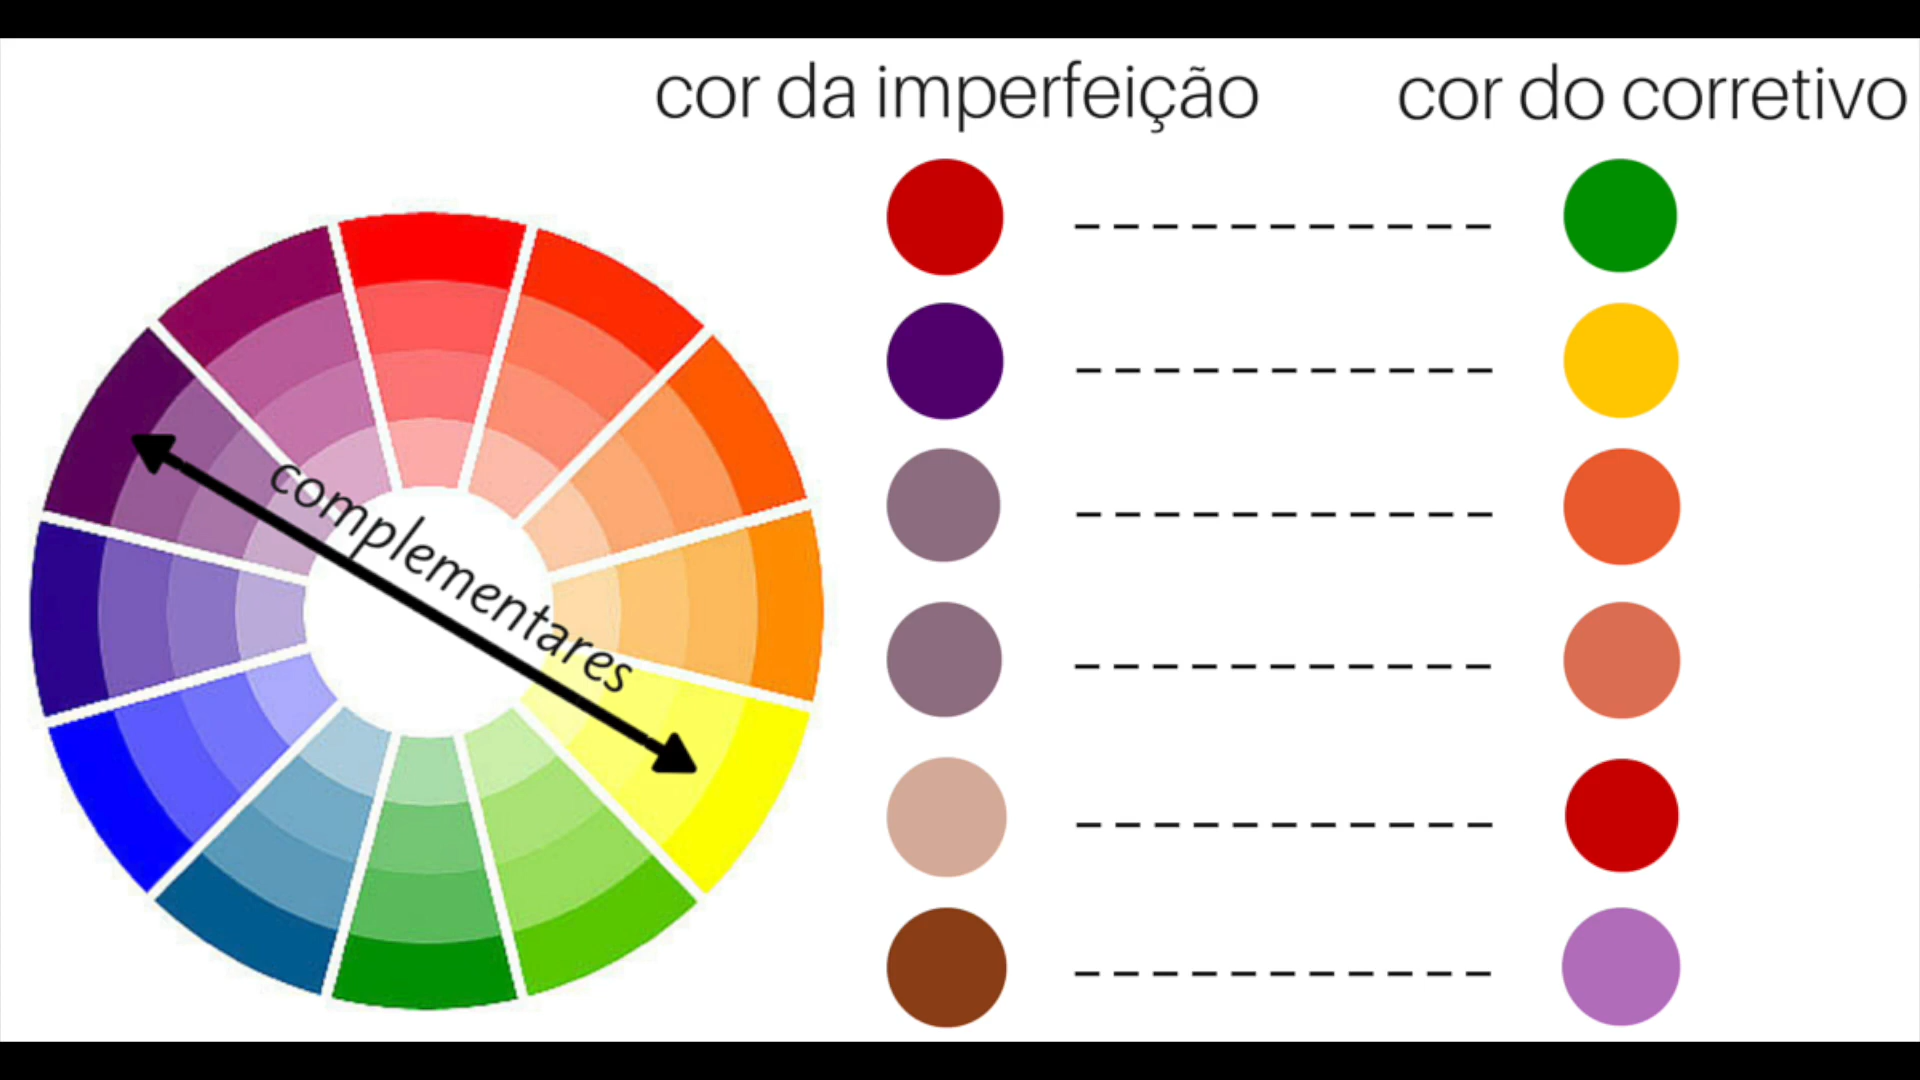 cor da imperfeição
cor do corretivo
complementares